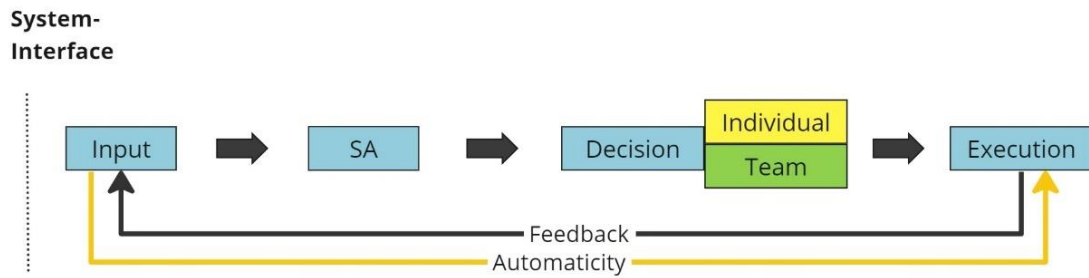 System-
Interface
Input
SA
Decision
Individual
Team
Execution
Feedback
Automaticity